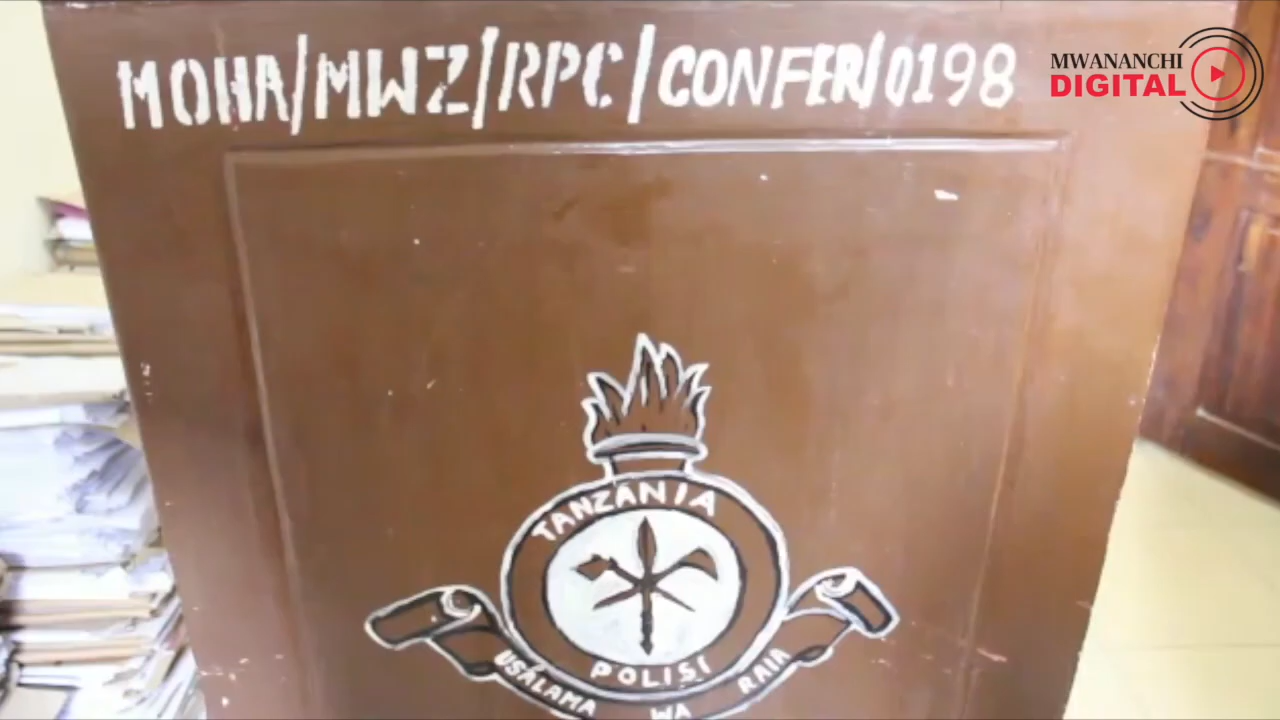 MOHA/MWZ/RPC/CONFER/0198
MWANANCHI
DIGITAL
TANZANIA
POLISI
USALAMA WA RAIA